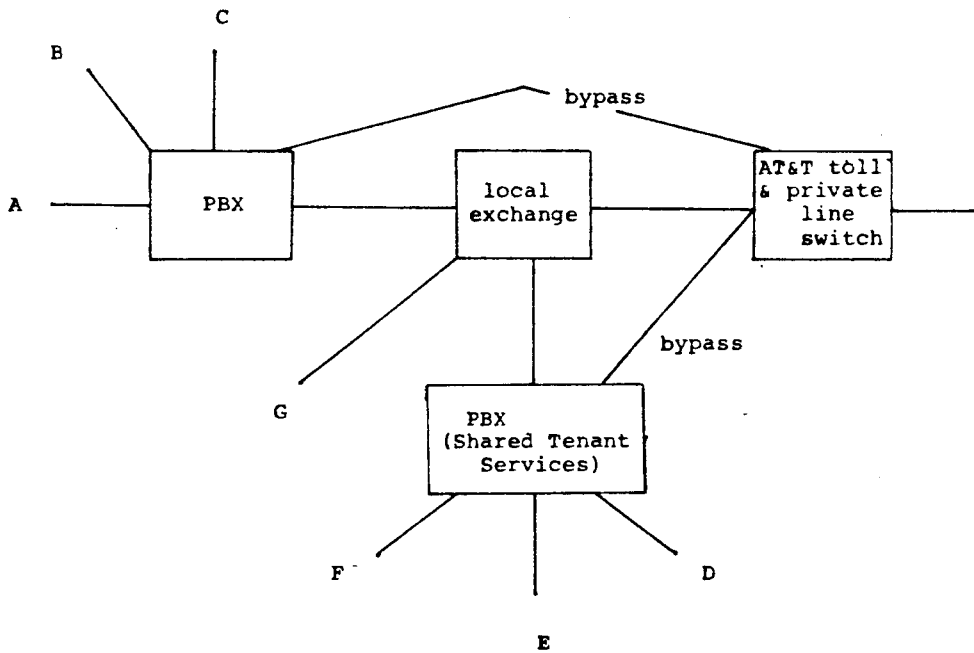 C
B
bypass
A
PBX
local
exchange
AT&T toll
& private
line
switch
bypass
G
PBX
(Shared Tenant
Services)
F
D
E